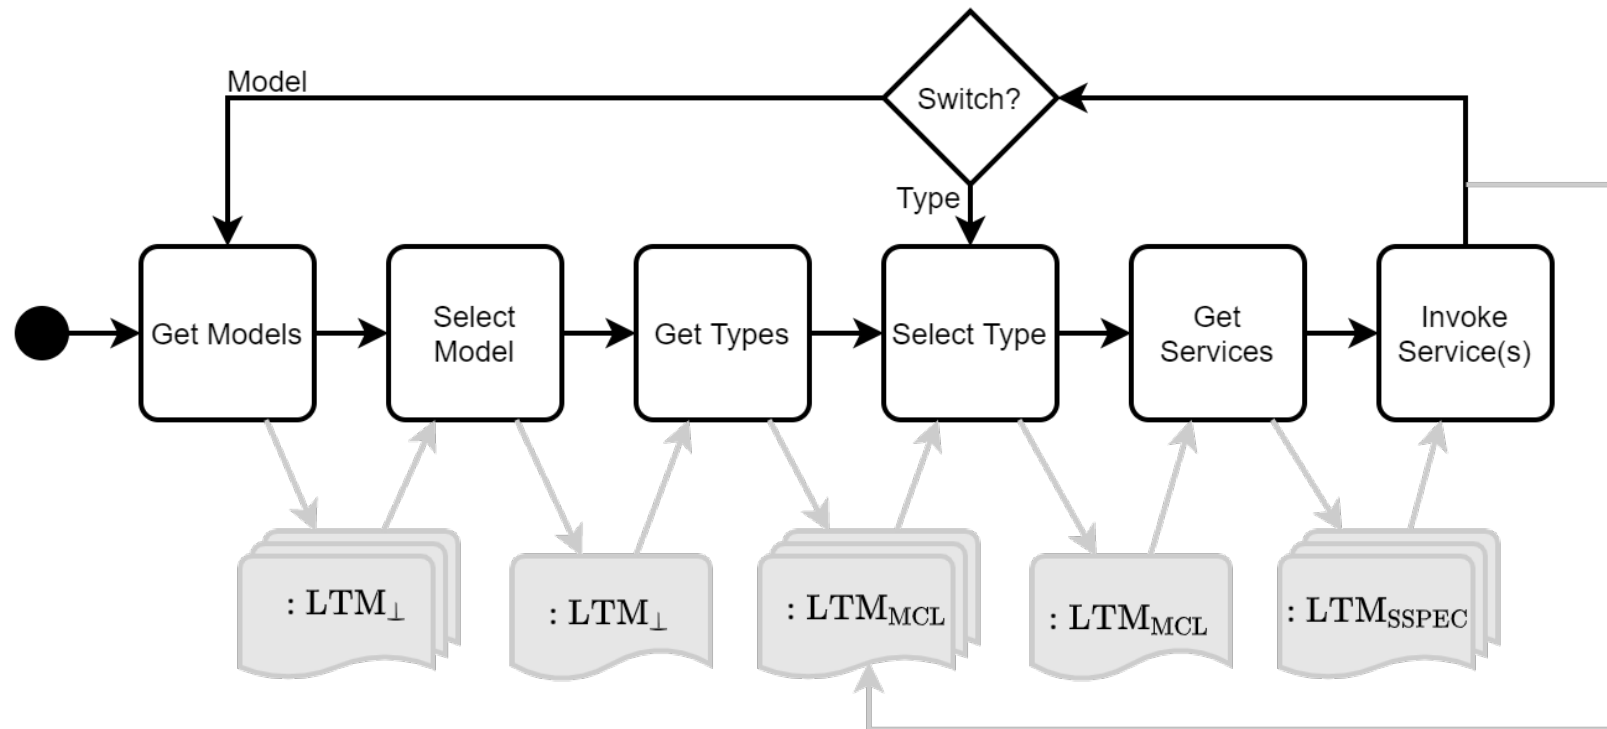 Model
Switch?
Type
Get Models
Select
Model
Get Types
Select Type
Get
Services
Invoke
Service(s)
: LTM⊥
: LTM⊥
: LTMMCL
: LTMMCL
: LTMSSPEC